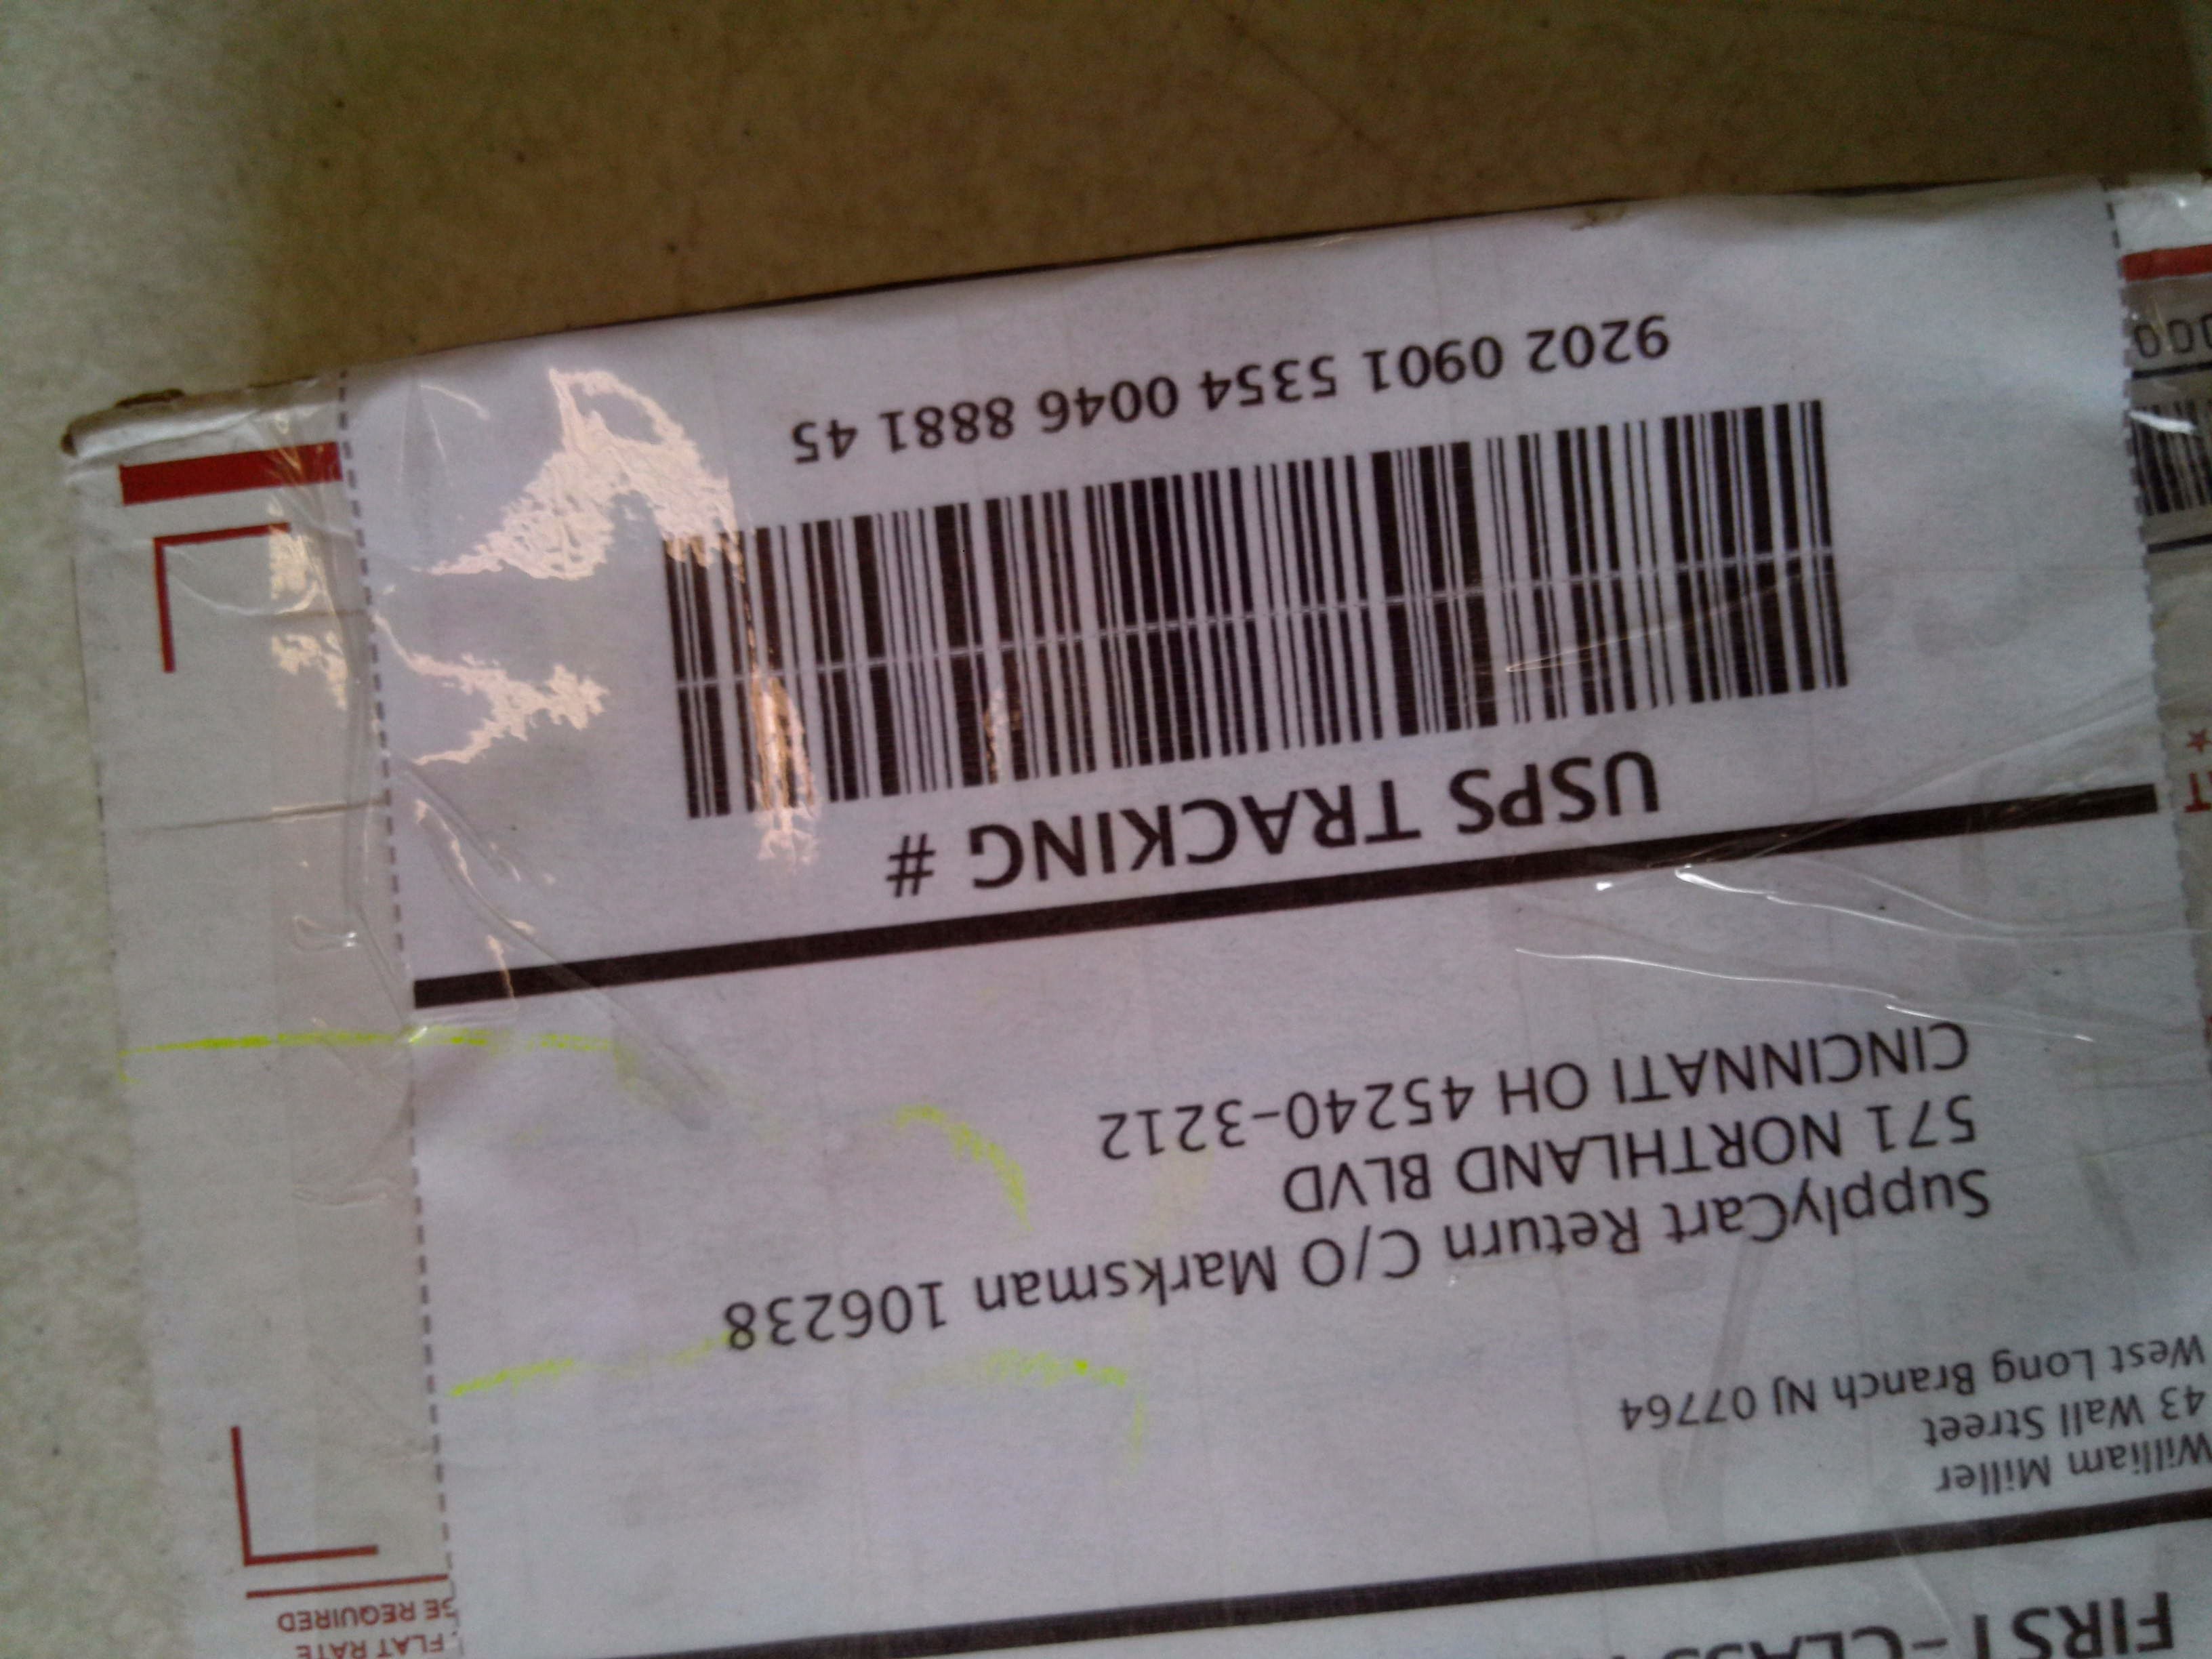 FIRST-CLASS
William Miller
43 Wall Street
West Long Branch NJ 07764
SupplyCart Return C/O Marksman 106238
571 NORTHLAND BLVD
CINCINNATI OH 45240-3212
USPS TRACKING #
9202 0901 5354 0046 8881 45
FLAT RATE
REQUIRED